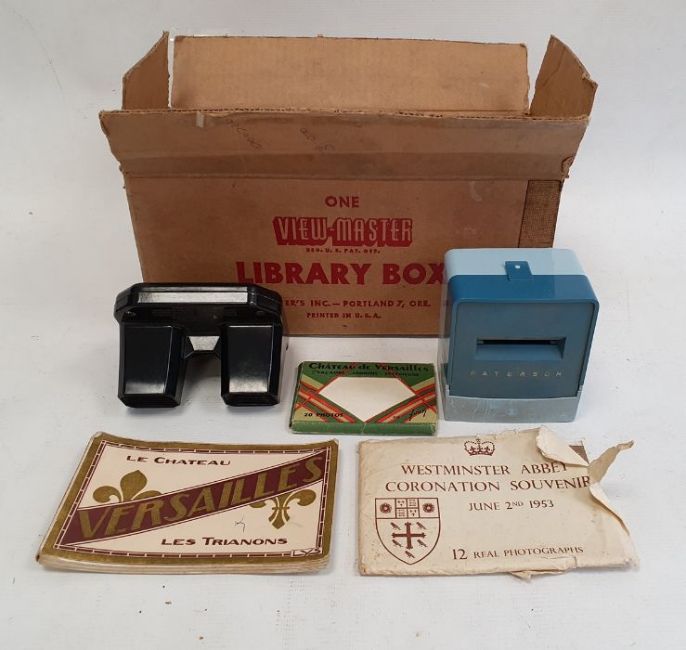 ONE
VIEW-MASTER
REG. U. S. PAT. OFF.
LIBRARY BOX
ER'S INC. — PORTLAND 7, ORE.
PRINTED IN U.S.A.
PATERSON
Château de Versailles
20 PHOTOS
LE CHATEAU
VERSAILLES
LES TRIANONS
WESTMINSTER ABBEY
CORONATION SOUVENIR
JUNE 2ND 1953
12 REAL PHOTOGRAPHS